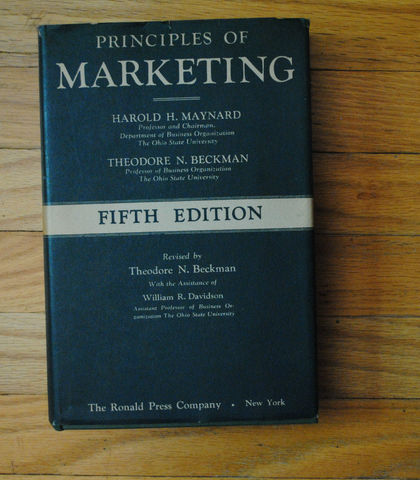 PRINCIPLES OF
MARKETING
HAROLD H. MAYNARD
Professor and Chairman,
Department of Business Organization
The Ohio State University
THEODORE N. BECKMAN
Professor of Business Organization
The Ohio State University
FIFTH EDITION
Revised by
Theodore N. Beckman
With the Assistance of
William R. Davidson
Assistant Professor of Business Or-
ganization The Ohio State University
The Ronald Press Company • New York